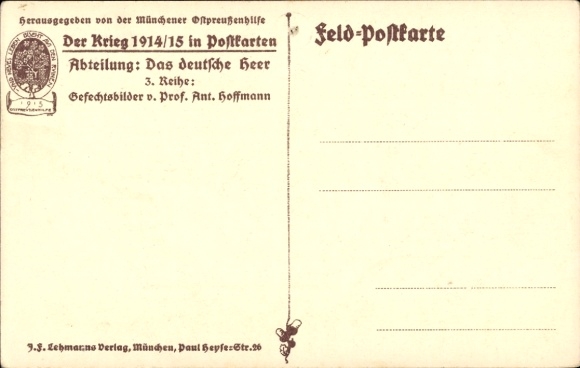 Herausgegeben von der Münchener Ostpreußenhilfe
Der Krieg 1914/15 in Postkarten
Abteilung: Das deutsche Heer
3. Reihe:
Gefechtsbilder v. Prof. Ant. Hoffmann
1915
Feld-Postkarte
J.F. Lehmanns Verlag, München, Paul Heyse-Str. 26